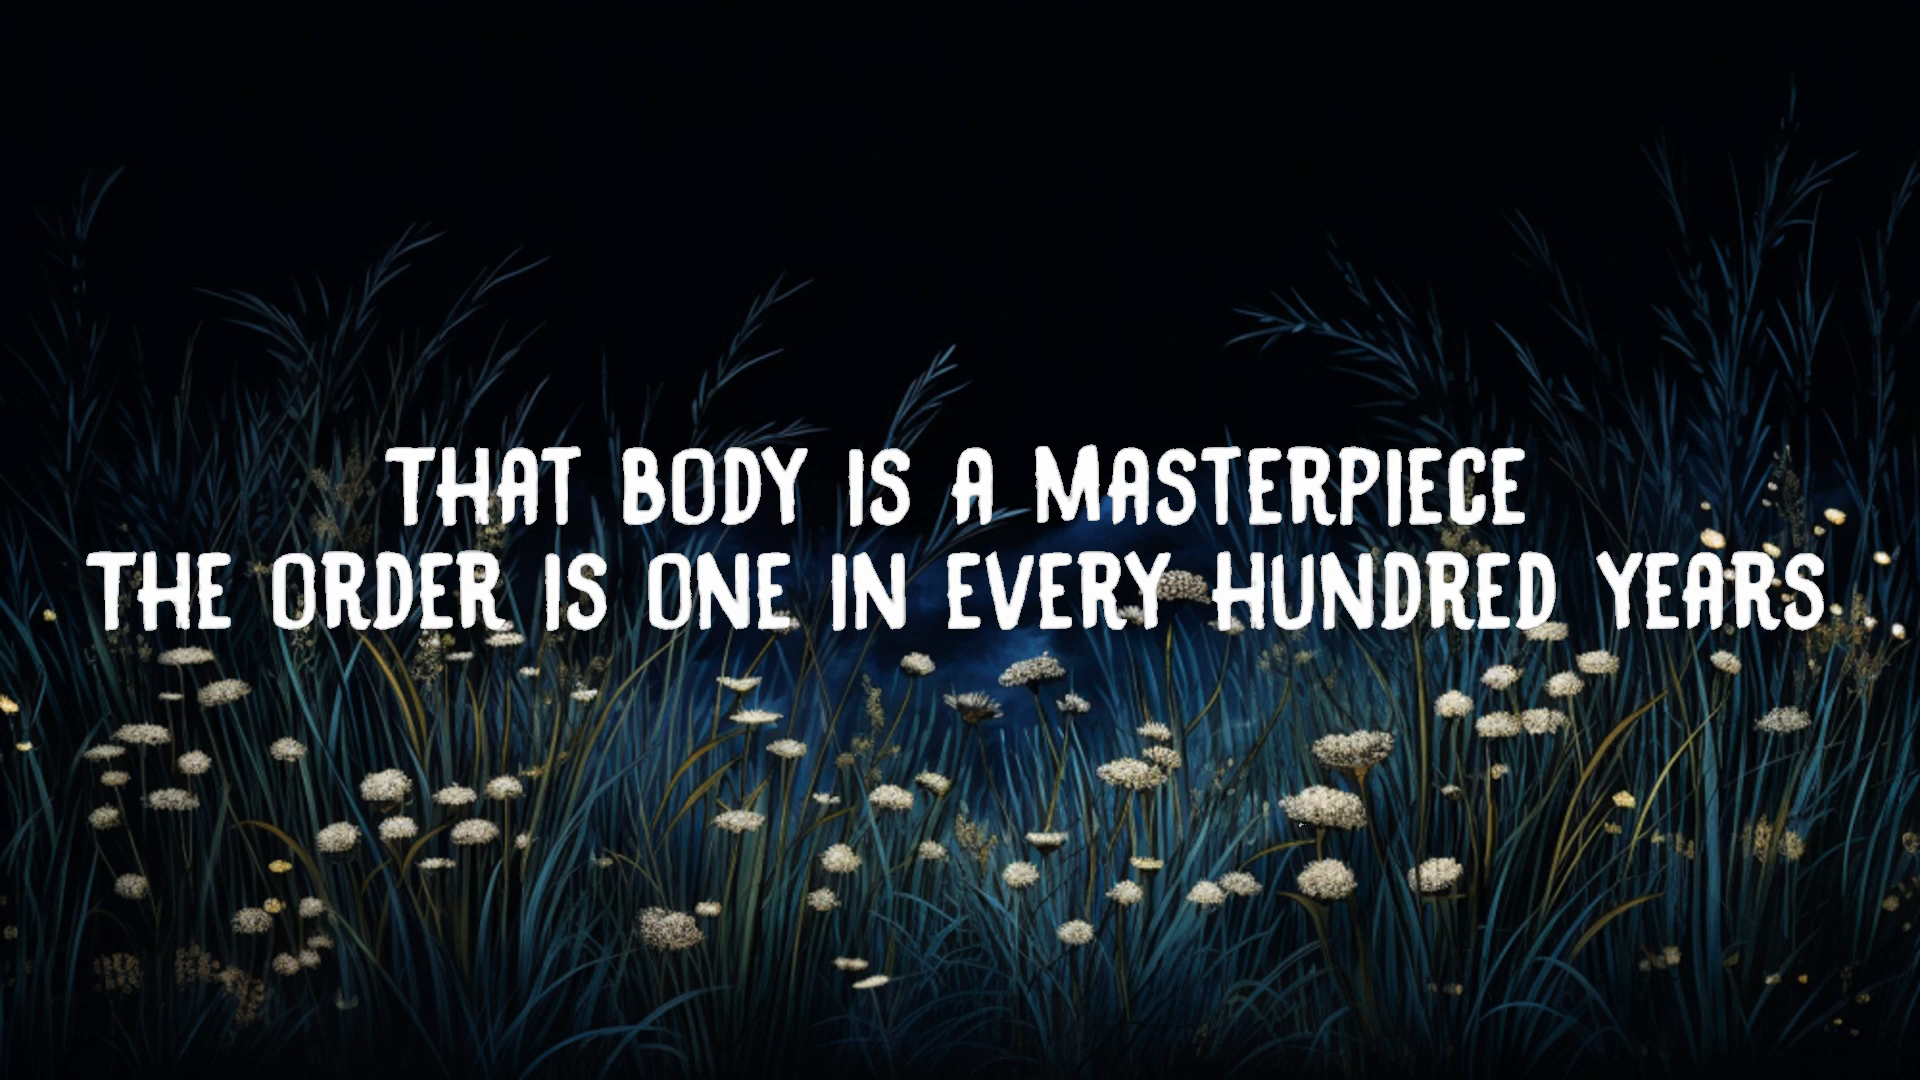 THAT BODY IS A MASTERPIECE
THE ORDER IS ONE IN EVERY HUNDRED YEARS